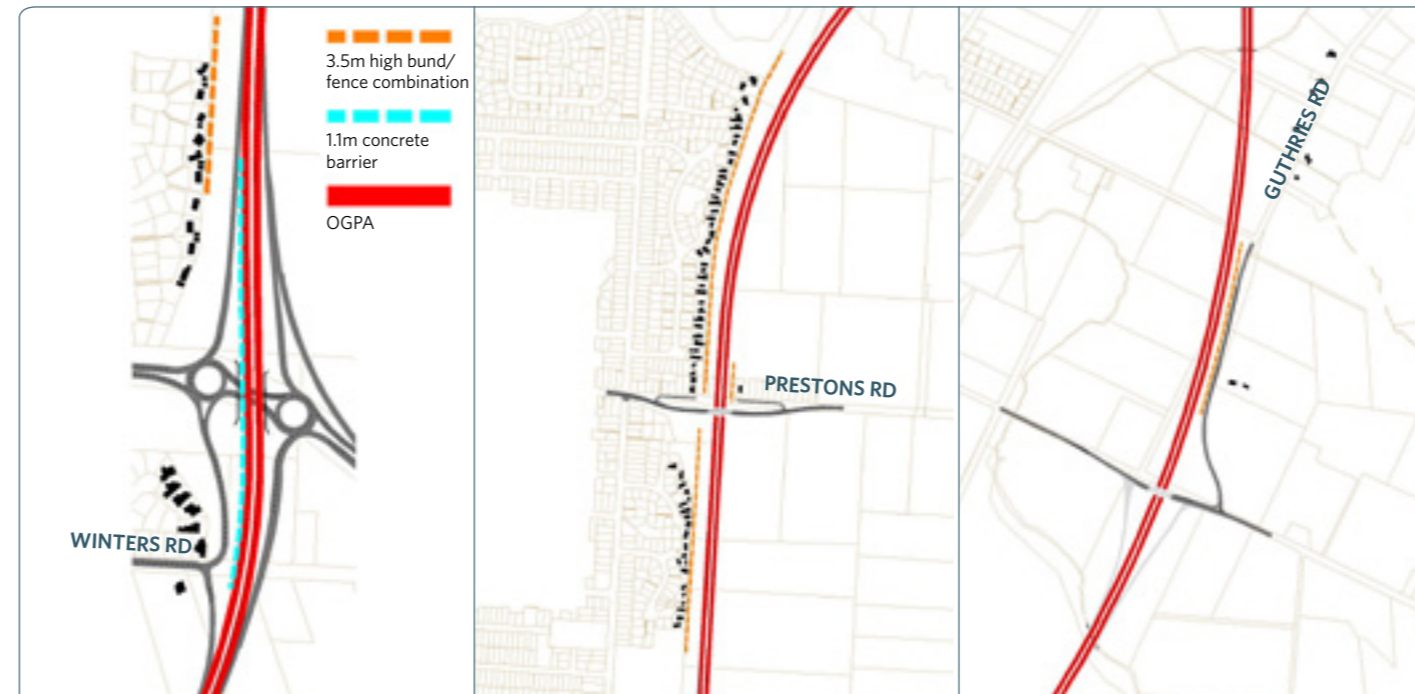 3.5m high bund/
fence combination
1.1m concrete
barrier
OGPA
WINTERS RD
PRESTONS RD
GUTHRIES RD